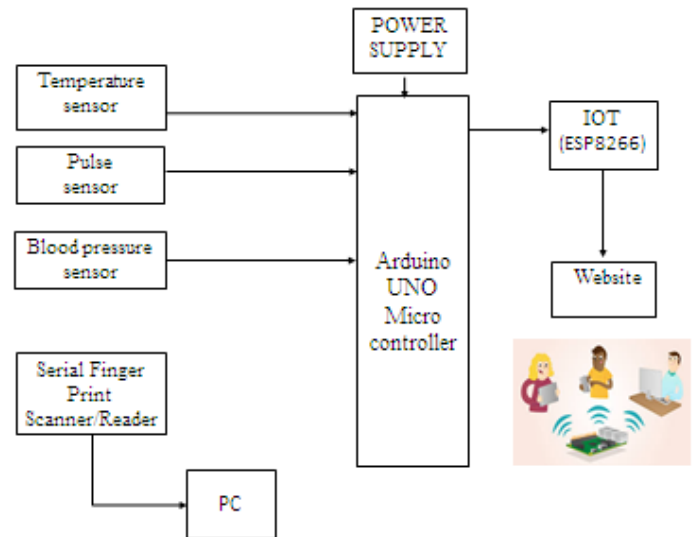 POWER
SUPPLY
Temperature
sensor
IOT
(ESP8266)
Pulse
sensor
Blood pressure
sensor
Arduino
UNO
Micro
controller
Website
Serial Finger
Print
Scanner/Reader
PC